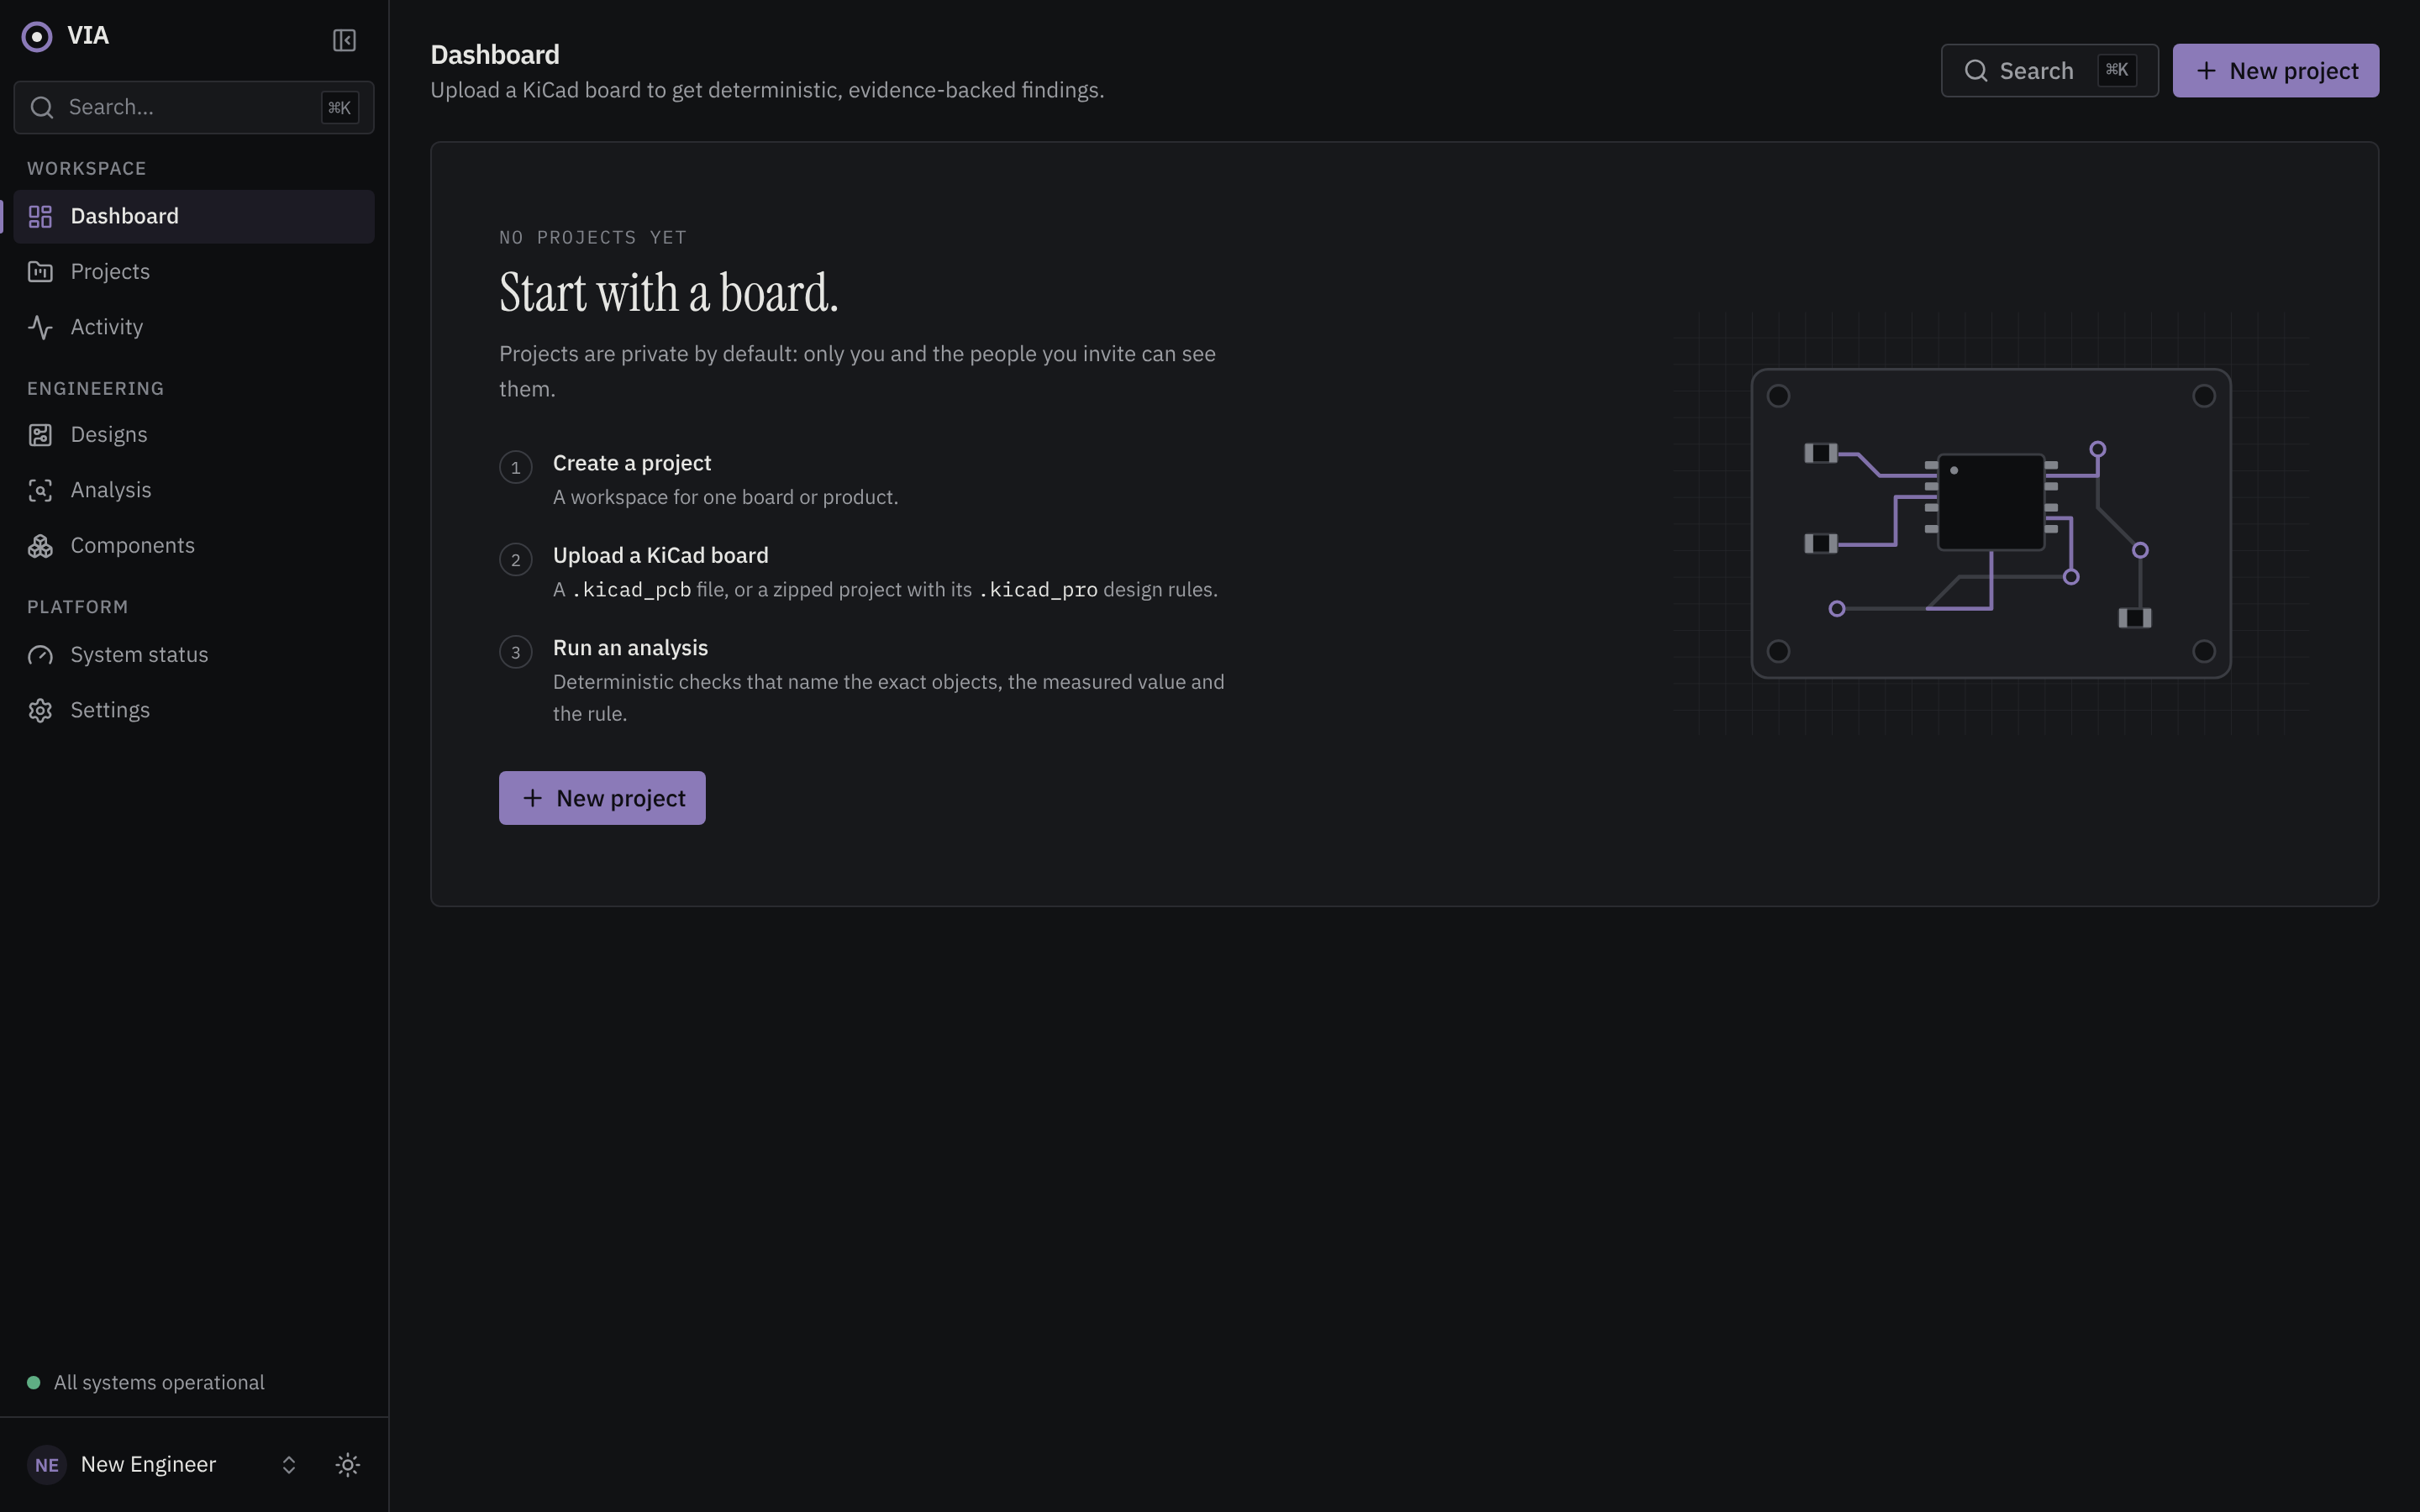 VIA
Search...
⌘K
WORKSPACE
Dashboard
Projects
Activity
ENGINEERING
Designs
Analysis
Components
PLATFORM
System status
Settings
All systems operational
NE
New Engineer
Dashboard
Upload a KiCad board to get deterministic, evidence-backed findings.
Search
⌘K
New project
NO PROJECTS YET
Start with a board.
Projects are private by default: only you and the people you invite can see
them.
1
Create a project
A workspace for one board or product.
2
Upload a KiCad board
A .kicad_pcb file, or a zipped project with its .kicad_pro design rules.
3
Run an analysis
Deterministic checks that name the exact objects, the measured value and
the rule.
New project